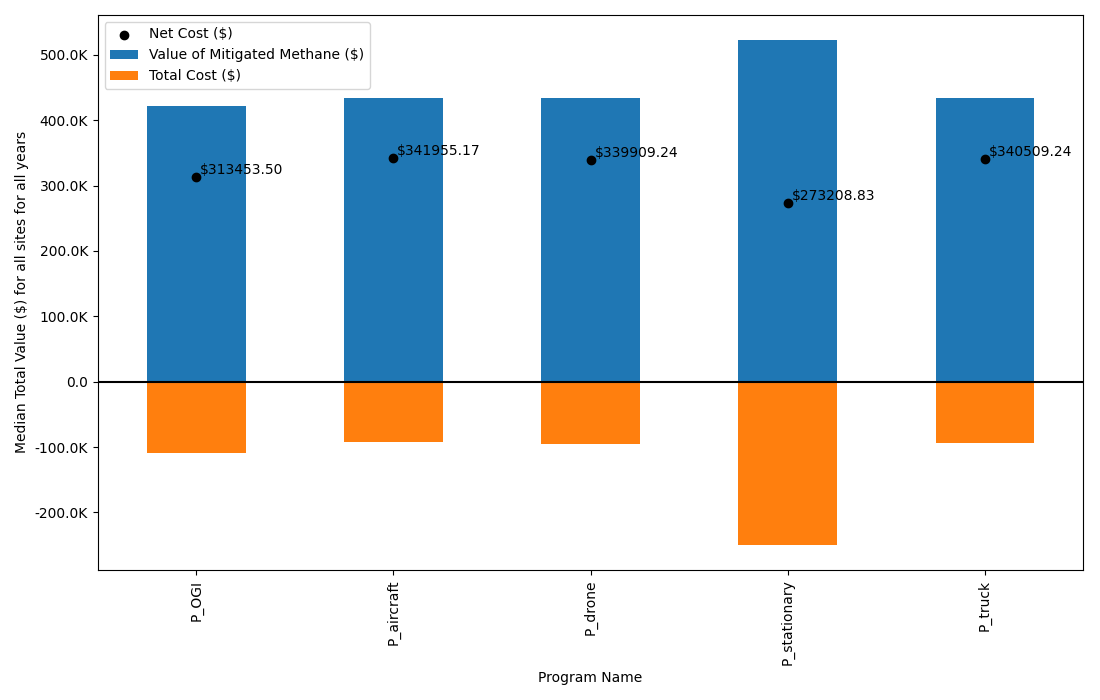 Net Cost ($)
Value of Mitigated Methane ($)
Total Cost ($)
Median Total Value ($) for all sites for all years
500.0K
400.0K
300.0K
200.0K
100.0K
0.0
-100.0K
-200.0K
$313453.50
$341955.17
$339909.24
$273208.83
$340509.24
P_OGI
P_aircraft
P_drone
P_stationary
P_truck
Program Name